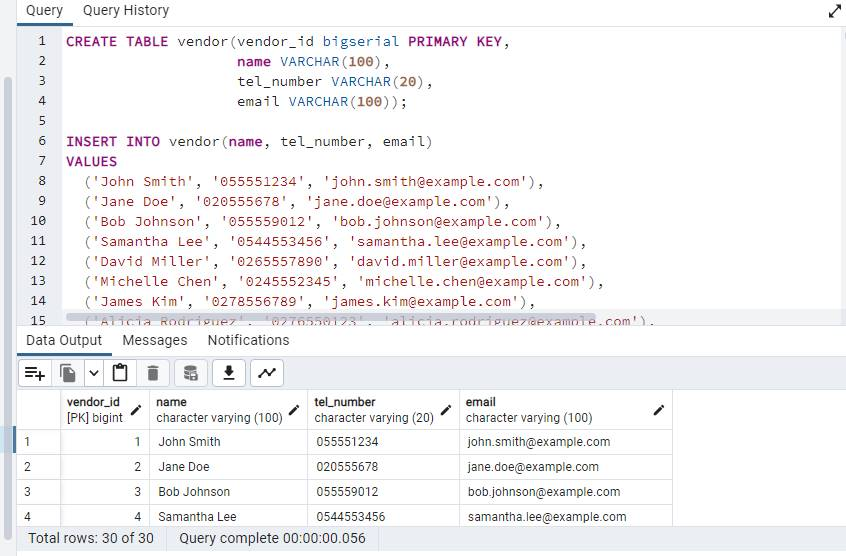 Query Query History
1 CREATE TABLE vendor(vendor_id bigserial PRIMARY KEY,
2 name VARCHAR(100),
3 tel_number VARCHAR(20),
4 email VARCHAR(100));
5
6 INSERT INTO vendor(name, tel_number, email)
7 VALUES
8 ('John Smith', '055551234', 'john.smith@example.com'),
9 ('Jane Doe', '020555678', 'jane.doe@example.com'),
10 ('Bob Johnson', '055559012', 'bob.johnson@example.com'),
11 ('Samantha Lee', '0544553456', 'samantha.lee@example.com'),
12 ('David Miller', '0265557890', 'david.miller@example.com'),
13 ('Michelle Chen', '0245552345', 'michelle.chen@example.com'),
14 ('James Kim', '0278556789', 'james.kim@example.com'),
15 ('Alicia Rodriguez', '0276550123', 'alicia.rodriguez@example.com'),
Data Output Messages Notifications
vendor_id name tel_number email
[PK] bigint character varying (100) character varying (20) character varying (100)
1 1 John Smith 055551234 john.smith@example.com
2 2 Jane Doe 020555678 jane.doe@example.com
3 3 Bob Johnson 055559012 bob.johnson@example.com
4 4 Samantha Lee 0544553456 samantha.lee@example.com
Total rows: 30 of 30 Query complete 00:00:00.056